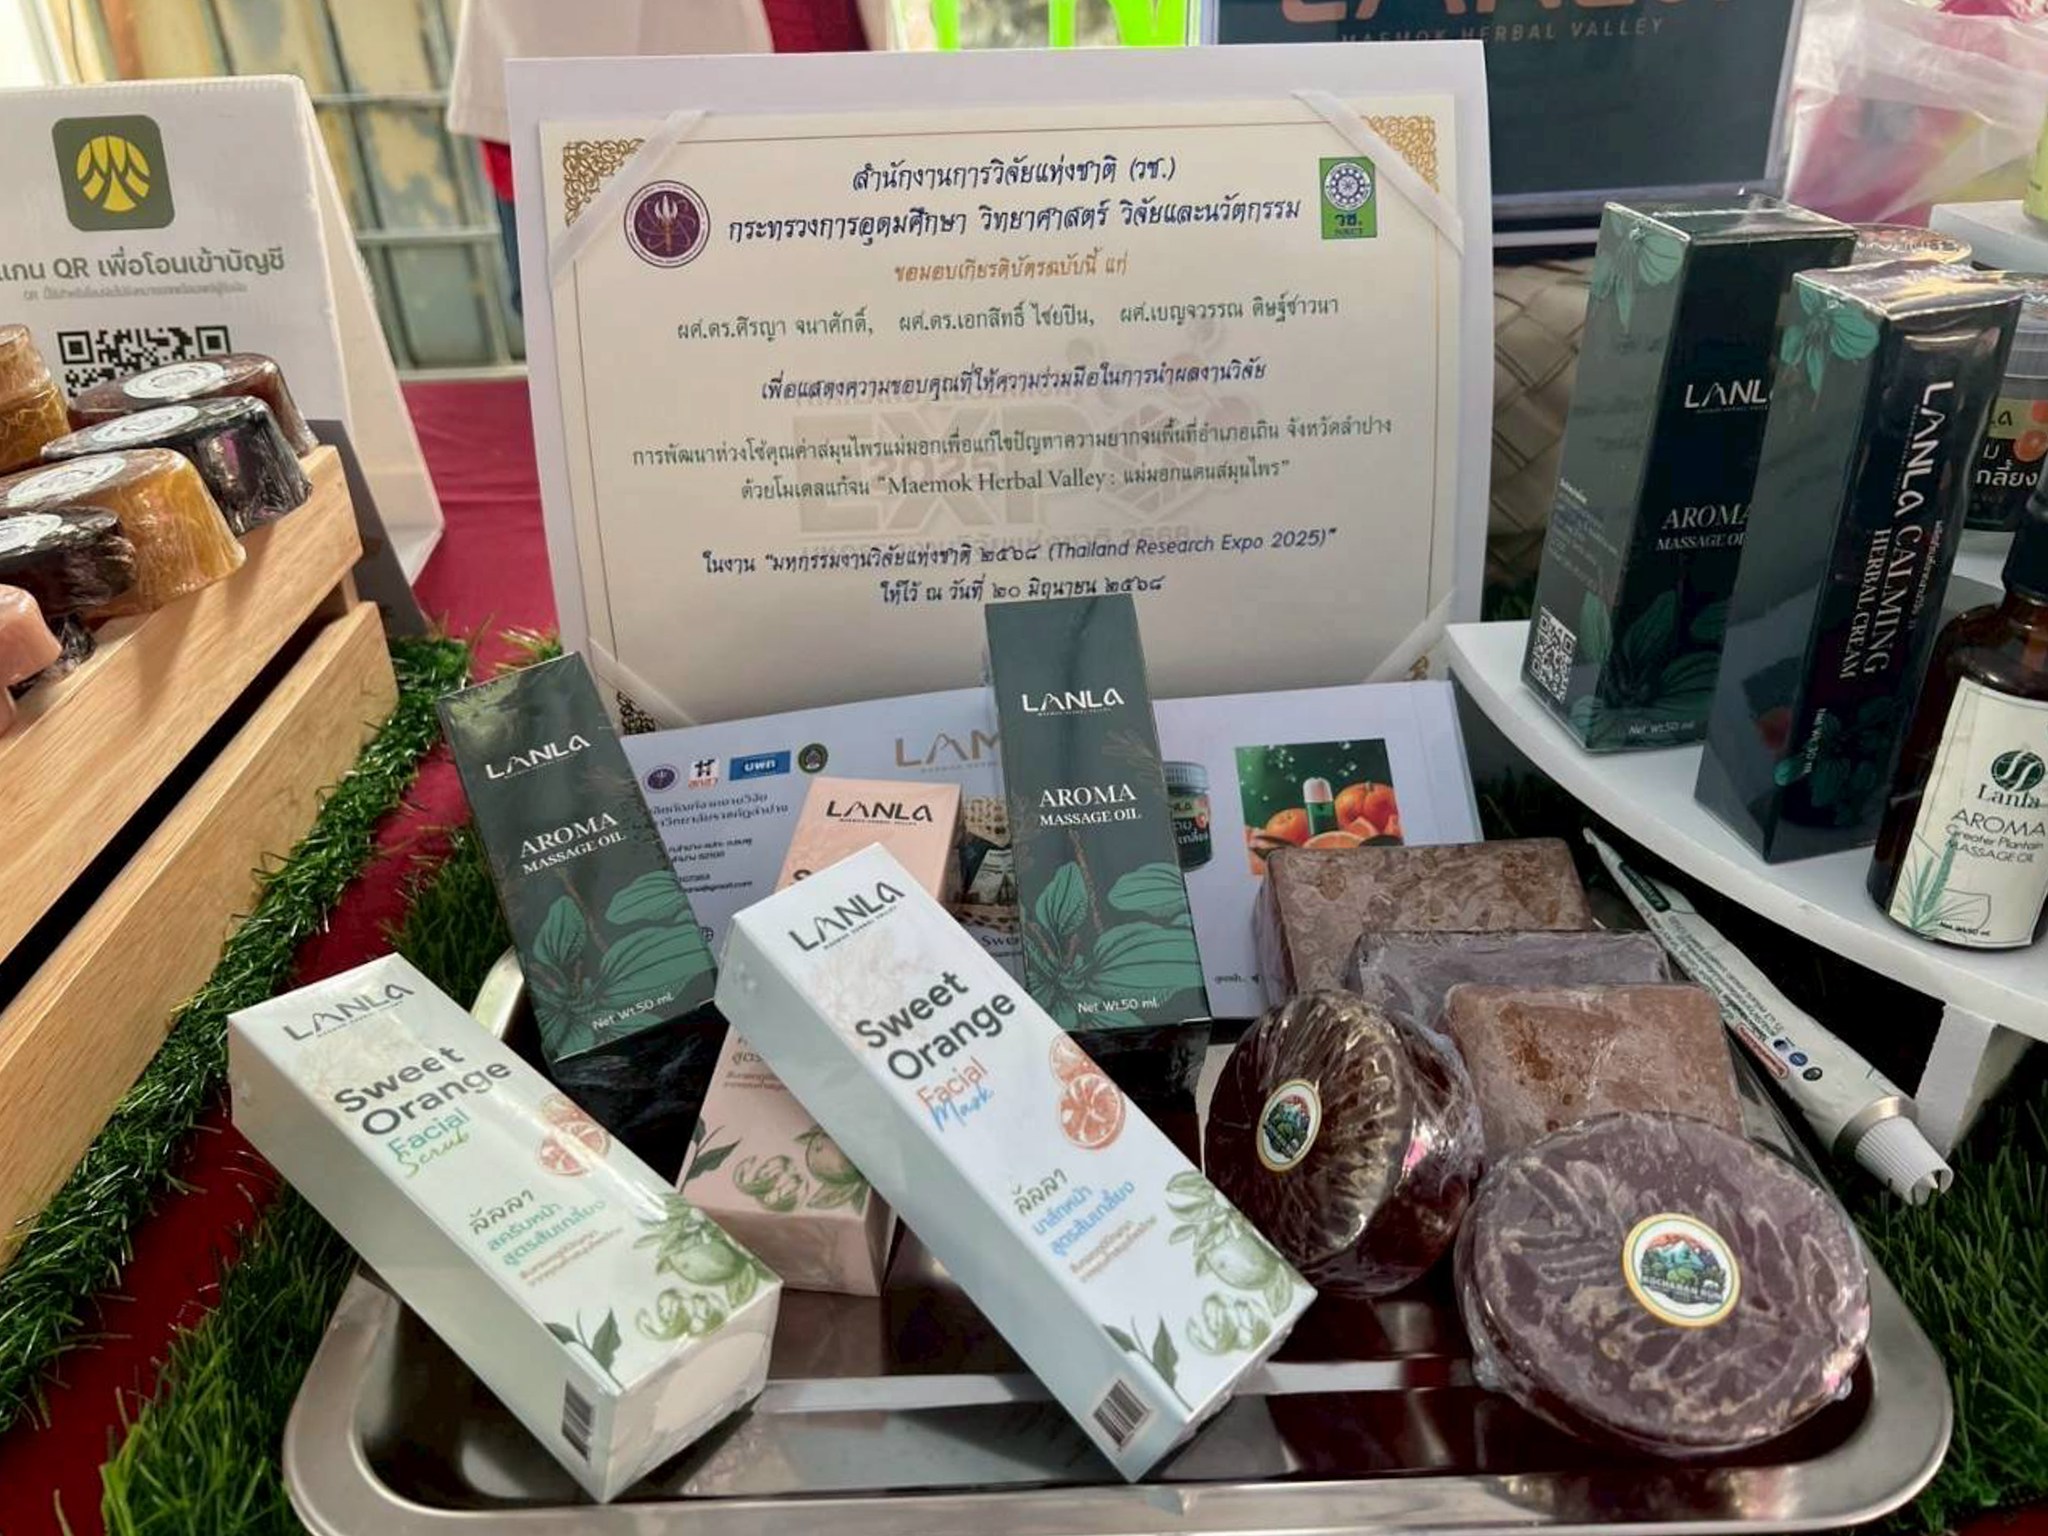 MAEMOK HERBAL VALLEY
สำนักงานการวิจัยแห่งชาติ (วช.)
กระทรวงการอุดมศึกษา วิทยาศาสตร์ วิจัยและนวัตกรรม
ขอมอบเกียรติบัตรฉบับนี้ แก่
ผศ.ดร.ศิรญา จนาศักดิ์, ผศ.ดร.เอกสิทธิ์ ไชยปิน, ผศ.เบญจวรรณ ดิษฐ์ชาวนา
เพื่อแสดงความขอบคุณที่ให้ความร่วมมือในการนำผลงานวิจัย
การพัฒนาห่วงโซ่คุณค่าสมุนไพรแม่มอกเพื่อแก้ไขปัญหาความยากจนพื้นที่อำเภอเถิน จังหวัดลำปาง
ด้วยโมเดลแก้จน "Maemok Herbal Valley : แม่มอกแดนสมุนไพร"
ในงาน "มหกรรมงานวิจัยแห่งชาติ ๒๕๖๘ (Thailand Research Expo 2025)"
ให้ไว้ ณ วันที่ ๒๐ มิถุนายน ๒๕๖๘
วช.
NRCT
QR เพื่อโอนเข้าบัญชี
LANLA
AROMA
MASSAGE OIL
Net Wt.50 ml.
LANLA
AROMA
MASSAGE OIL
Net Wt.50 ml.
LANLA
LANLA
Sweet
Orange
Facial
Scrub
ลัลลา
สครับหน้า
สูตรส้มเกลี้ยง
LANLA
Sweet
Orange
Facial
Mask
ลัลลา
มาส์กหน้า
สูตรส้มเกลี้ยง
AROMA
MASSAGE OIL
Net Wt.50 ml.
LANLA CALMING
HERBAL CREAM
เกลี้ยง
Lanla
AROMA
Greater Plantain
MASSAGE OIL
บพท